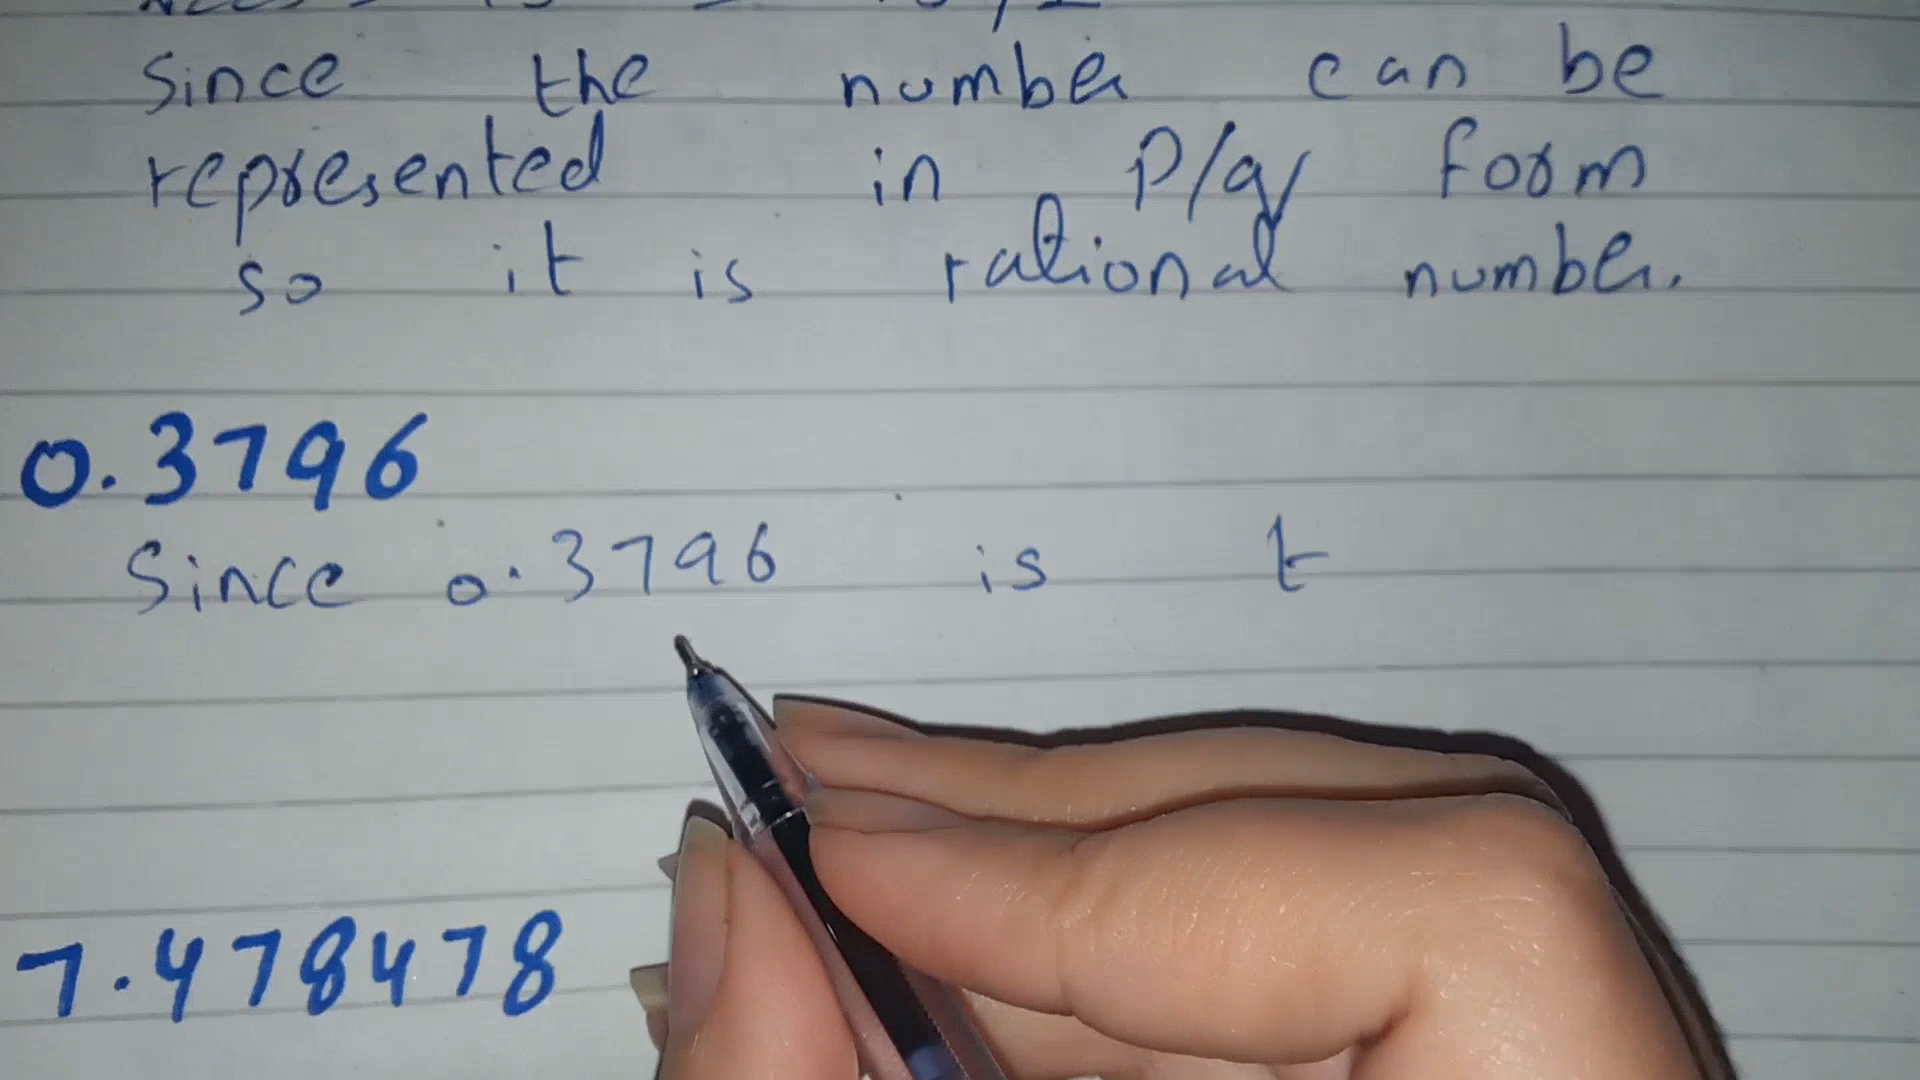 Since the number can be
represented in P/q form
so it is rational number.
0.3796
Since 0.3796 is t
7.478478